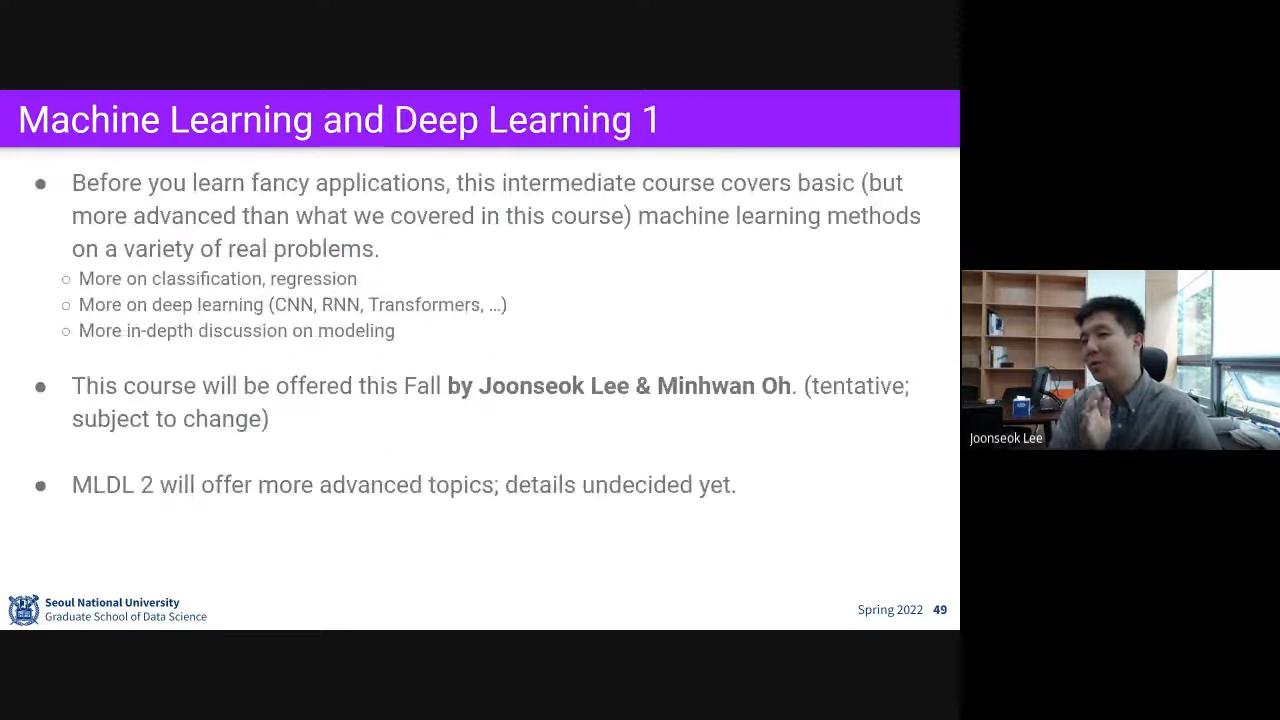 Machine Learning and Deep Learning 1
● Before you learn fancy applications, this intermediate course covers basic (but
more advanced than what we covered in this course) machine learning methods
on a variety of real problems.
○ More on classification, regression
○ More on deep learning (CNN, RNN, Transformers, ...)
○ More in-depth discussion on modeling
● This course will be offered this Fall by Joonseok Lee & Minhwan Oh. (tentative;
subject to change)
● MLDL 2 will offer more advanced topics; details undecided yet.
Seoul National University
Graduate School of Data Science
Spring 2022 49
Joonseok Lee